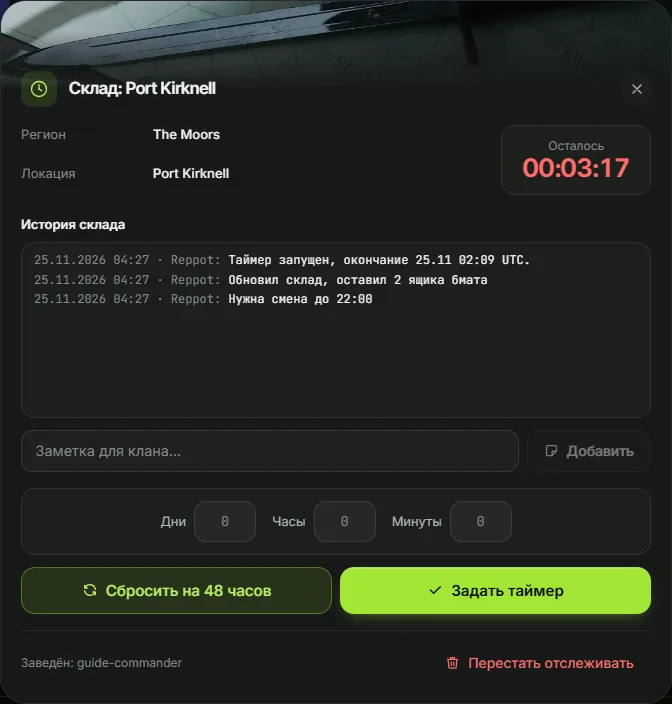 Склад: Port Kirknell
Регион The Moors
Осталось
00:03:17
Локация Port Kirknell
История склада
25.11.2026 04:27 · Reppot: Таймер запущен, окончание 25.11 02:09 UTC.
25.11.2026 04:27 · Reppot: Обновил склад, оставил 2 ящика бмата
25.11.2026 04:27 · Reppot: Нужна смена до 22:00
Заметка для клана...
Добавить
Дни 0 Часы 0 Минуты 0
Сбросить на 48 часов
Задать таймер
Заведён: guide-commander
Перестать отслеживать